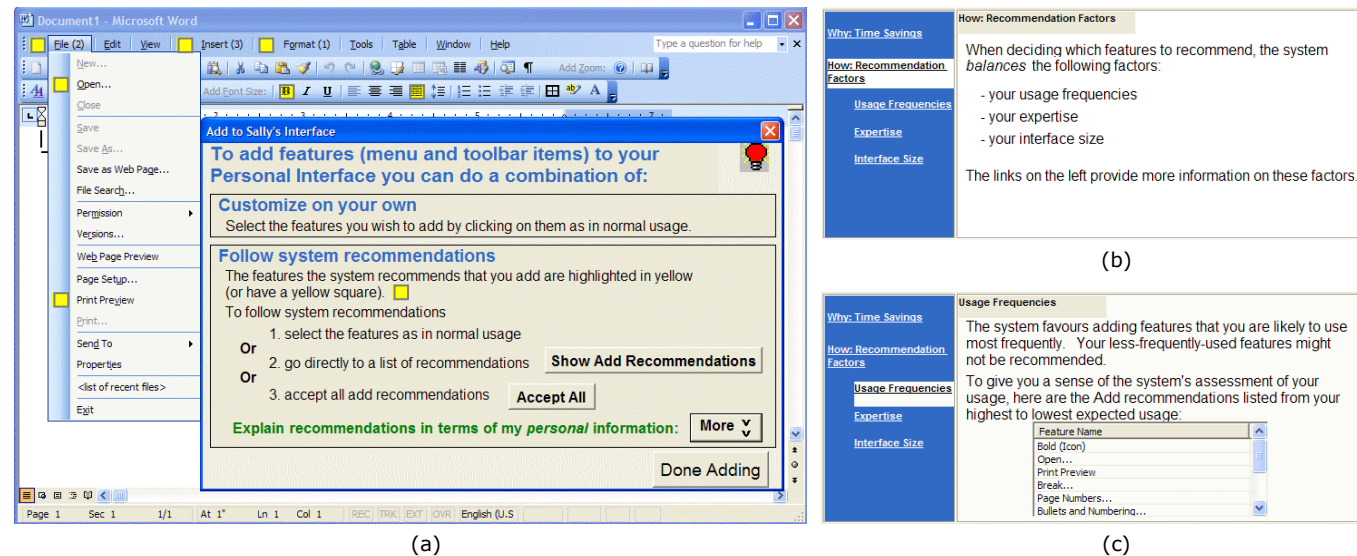 Document1 - Microsoft Word
File (2) Edit View Insert (3) Format (1) Tools Table Window Help Type a question for help
New...
Open...
Close
Save
Save As...
Save as Web Page...
File Search...
Permission
Versions...
Web Page Preview
Page Setup...
Print Preview
Print...
Send To
Properties
<list of recent files>
Exit
Add Zoom:
Add Font Size: B I U
2 3 4 5 7
Add to Sally's Interface
To add features (menu and toolbar items) to your
Personal Interface you can do a combination of:
Customize on your own
Select the features you wish to add by clicking on them as in normal usage.
Follow system recommendations
The features the system recommends that you add are highlighted in yellow
(or have a yellow square).
To follow system recommendations
1. select the features as in normal usage
Or
2. go directly to a list of recommendations Show Add Recommendations
Or
3. accept all add recommendations Accept All
Explain recommendations in terms of my personal information: More
Done Adding
Page 1 Sec 1 1/1 At 1" Ln 1 Col 1 REC TRK EXT OVR English (U.S
(a)
Why: Time Savings
How: Recommendation
Factors
Usage Frequencies
Expertise
Interface Size
How: Recommendation Factors
When deciding which features to recommend, the system
balances the following factors:
- your usage frequencies
- your expertise
- your interface size
The links on the left provide more information on these factors.
(b)
Why: Time Savings
How: Recommendation
Factors
Usage Frequencies
Expertise
Interface Size
Usage Frequencies
The system favours adding features that you are likely to use
most frequently. Your less-frequently-used features might
not be recommended.
To give you a sense of the system's assessment of your
usage, here are the Add recommendations listed from your
highest to lowest expected usage:
Feature Name
Bold (Icon)
Open...
Print Preview
Break...
Page Numbers...
Bullets and Numbering...
(c)